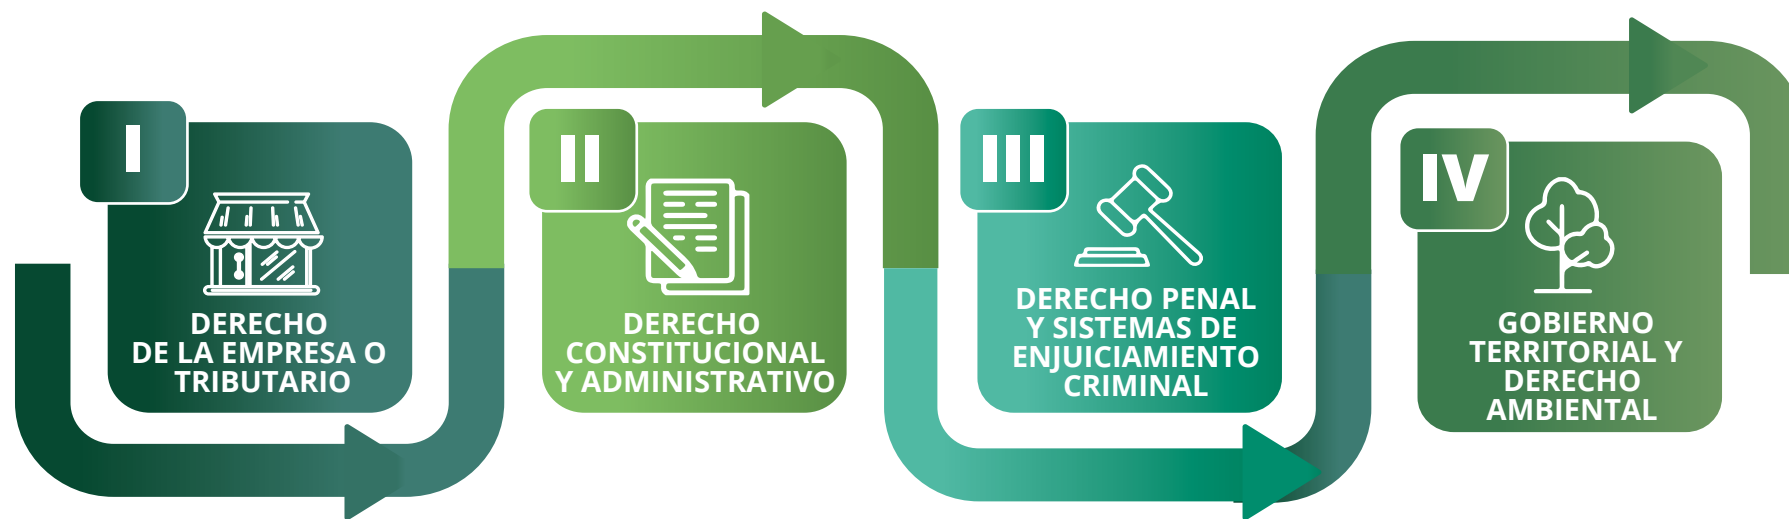 I
DERECHO
DE LA EMPRESA O
TRIBUTARIO
II
DERECHO
CONSTITUCIONAL
Y ADMINISTRATIVO
III
DERECHO PENAL
Y SISTEMAS DE
ENJUICIAMIENTO
CRIMINAL
IV
GOBIERNO
TERRITORIAL Y
DERECHO
AMBIENTAL